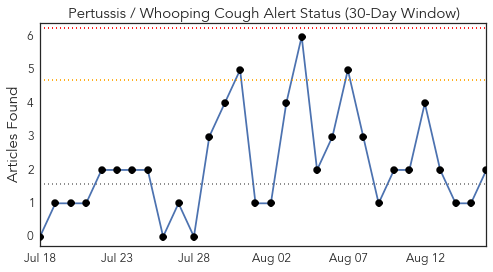 Pertussis / Whooping Cough Alert Status (30-Day Window)
Articles Found
6
5
4
3
2
1
0
Jul 18 Jul 23 Jul 28 Aug 02 Aug 07 Aug 12